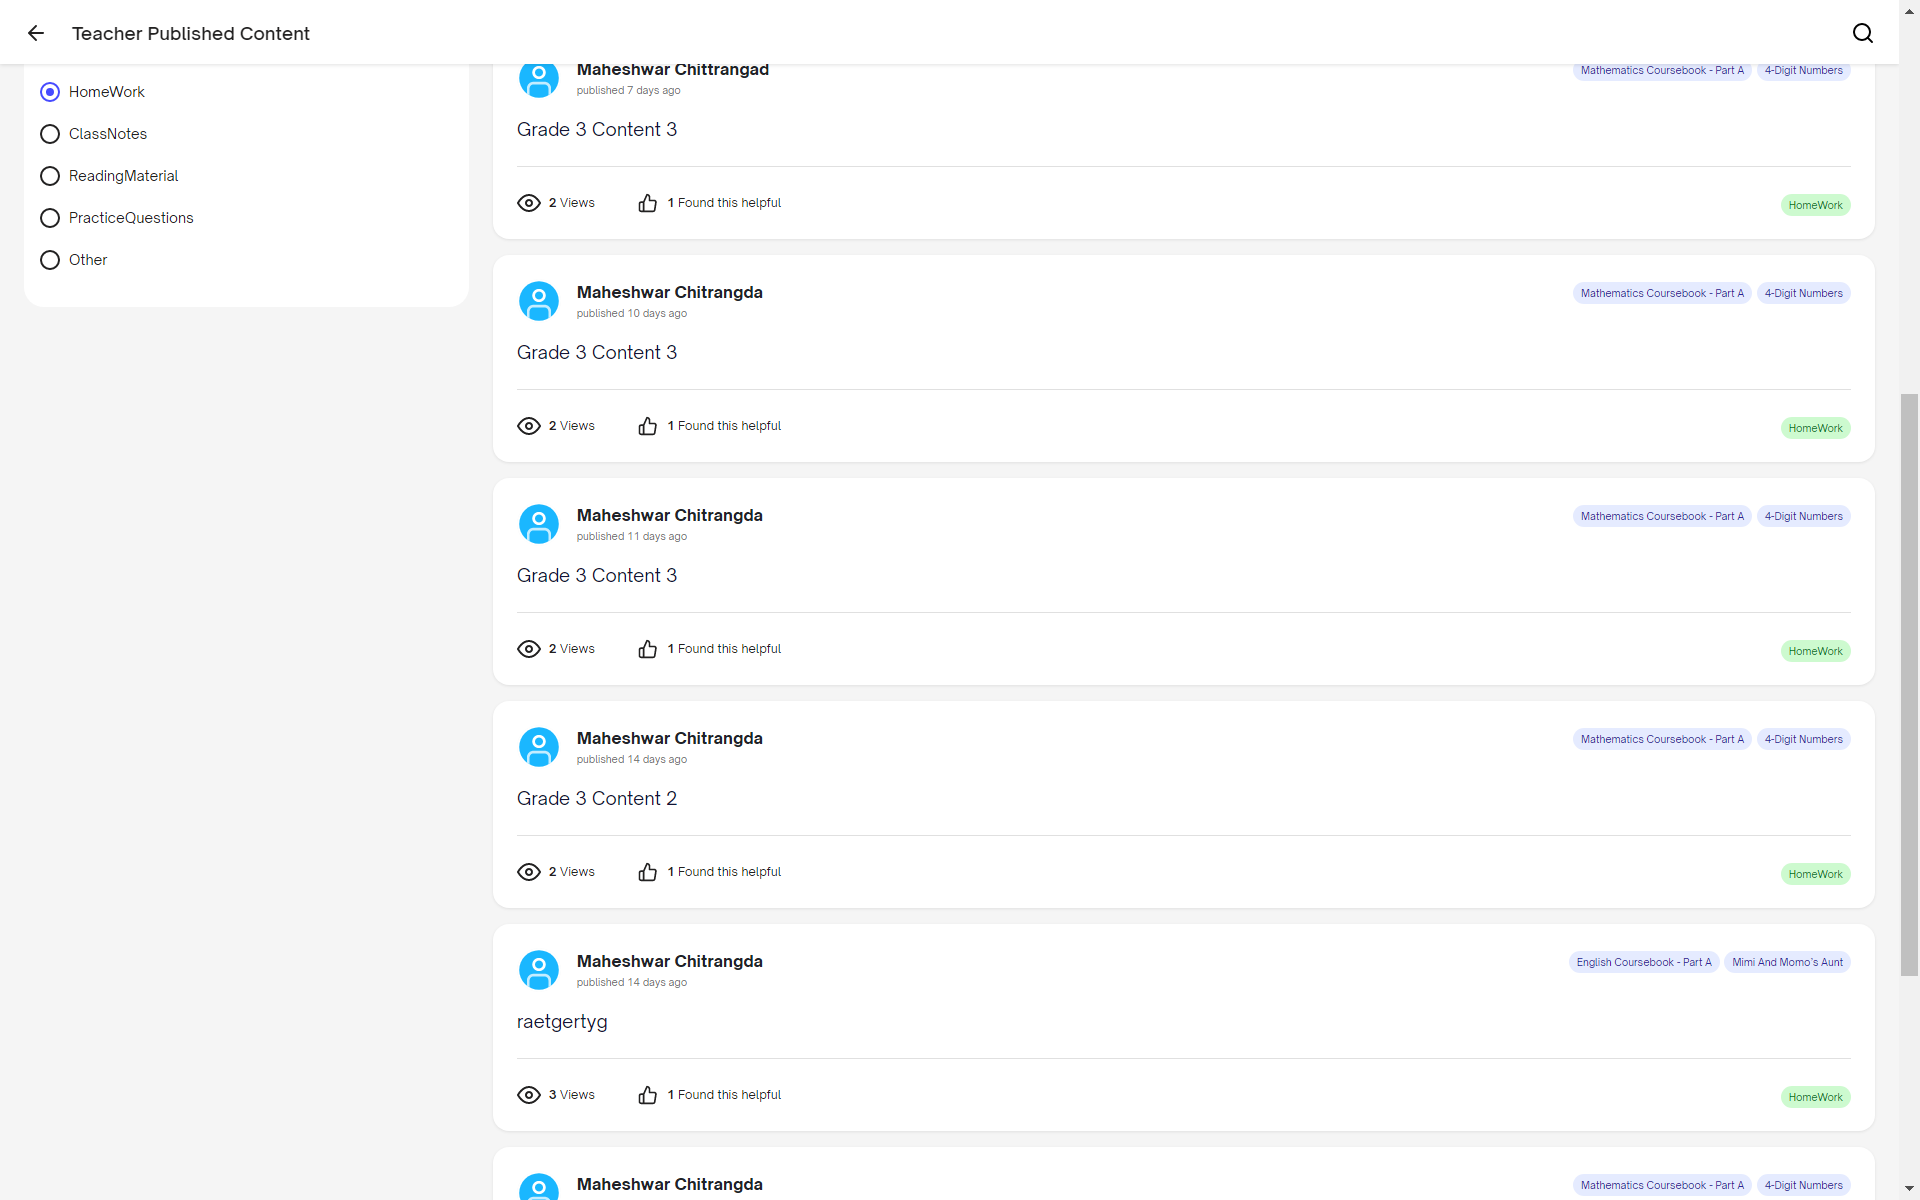 Teacher Published Content
HomeWork
ClassNotes
ReadingMaterial
PracticeQuestions
Other
Maheshwar Chittrangad
published 7 days ago
Mathematics Coursebook - Part A
4-Digit Numbers
Grade 3 Content 3
2 Views
1 Found this helpful
HomeWork
Maheshwar Chitrangda
published 10 days ago
Mathematics Coursebook - Part A
4-Digit Numbers
Grade 3 Content 3
2 Views
1 Found this helpful
HomeWork
Maheshwar Chitrangda
published 11 days ago
Mathematics Coursebook - Part A
4-Digit Numbers
Grade 3 Content 3
2 Views
1 Found this helpful
HomeWork
Maheshwar Chitrangda
published 14 days ago
Mathematics Coursebook - Part A
4-Digit Numbers
Grade 3 Content 2
2 Views
1 Found this helpful
HomeWork
Maheshwar Chitrangda
published 14 days ago
English Coursebook - Part A
Mimi And Momo's Aunt
raetgertyg
3 Views
1 Found this helpful
HomeWork
Maheshwar Chitrangda
Mathematics Coursebook - Part A
4-Digit Numbers